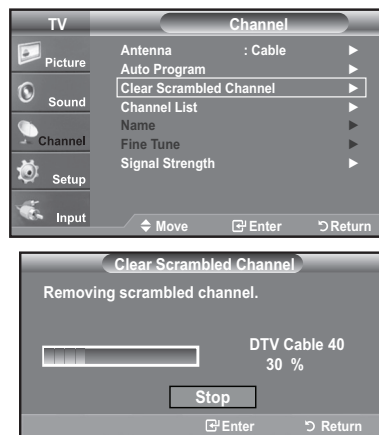 TV
Channel
Picture
Sound
Channel
Setup
Input
Antenna : Cable
Auto Program
Clear Scrambled Channel
Channel List
Name
Fine Tune
Signal Strength
Move Enter Return
Clear Scrambled Channel
Removing scrambled channel.
DTV Cable 40
30 %
Stop
Enter Return